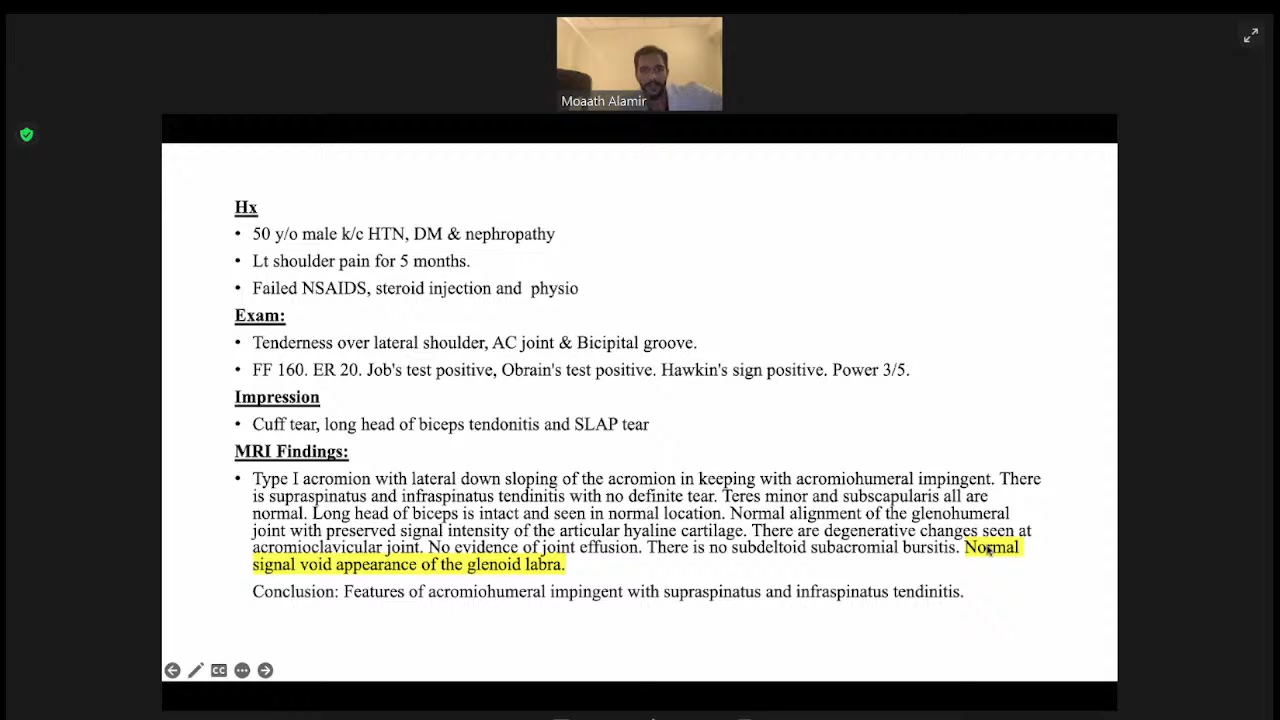 Moaath Alamir
Hx
• 50 y/o male k/c HTN, DM & nephropathy
• Lt shoulder pain for 5 months.
• Failed NSAIDS, steroid injection and physio
Exam:
• Tenderness over lateral shoulder, AC joint & Bicipital groove.
• FF 160. ER 20. Job's test positive, Obrain's test positive. Hawkin's sign positive. Power 3/5.
Impression
• Cuff tear, long head of biceps tendonitis and SLAP tear
MRI Findings:
• Type I acromion with lateral down sloping of the acromion in keeping with acromiohumeral impingent. There
is supraspinatus and infraspinatus tendinitis with no definite tear. Teres minor and subscapularis all are
normal. Long head of biceps is intact and seen in normal location. Normal alignment of the glenohumeral
joint with preserved signal intensity of the articular hyaline cartilage. There are degenerative changes seen at
acromioclavicular joint. No evidence of joint effusion. There is no subdeltoid subacromial bursitis. Normal
signal void appearance of the glenoid labra.
Conclusion: Features of acromiohumeral impingent with supraspinatus and infraspinatus tendinitis.
CC